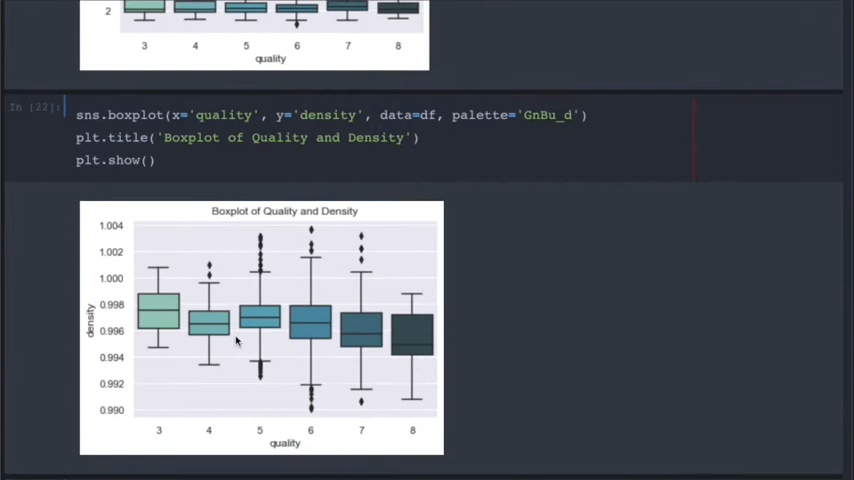 2
3 4 5 6 7 8
quality
In [22]:
sns.boxplot(x='quality', y='density', data=df, palette='GnBu_d')
plt.title('Boxplot of Quality and Density')
plt.show()
Boxplot of Quality and Density
1.004
1.002
1.000
0.998
0.996
0.994
0.992
0.990
density
3 4 5 6 7 8
quality